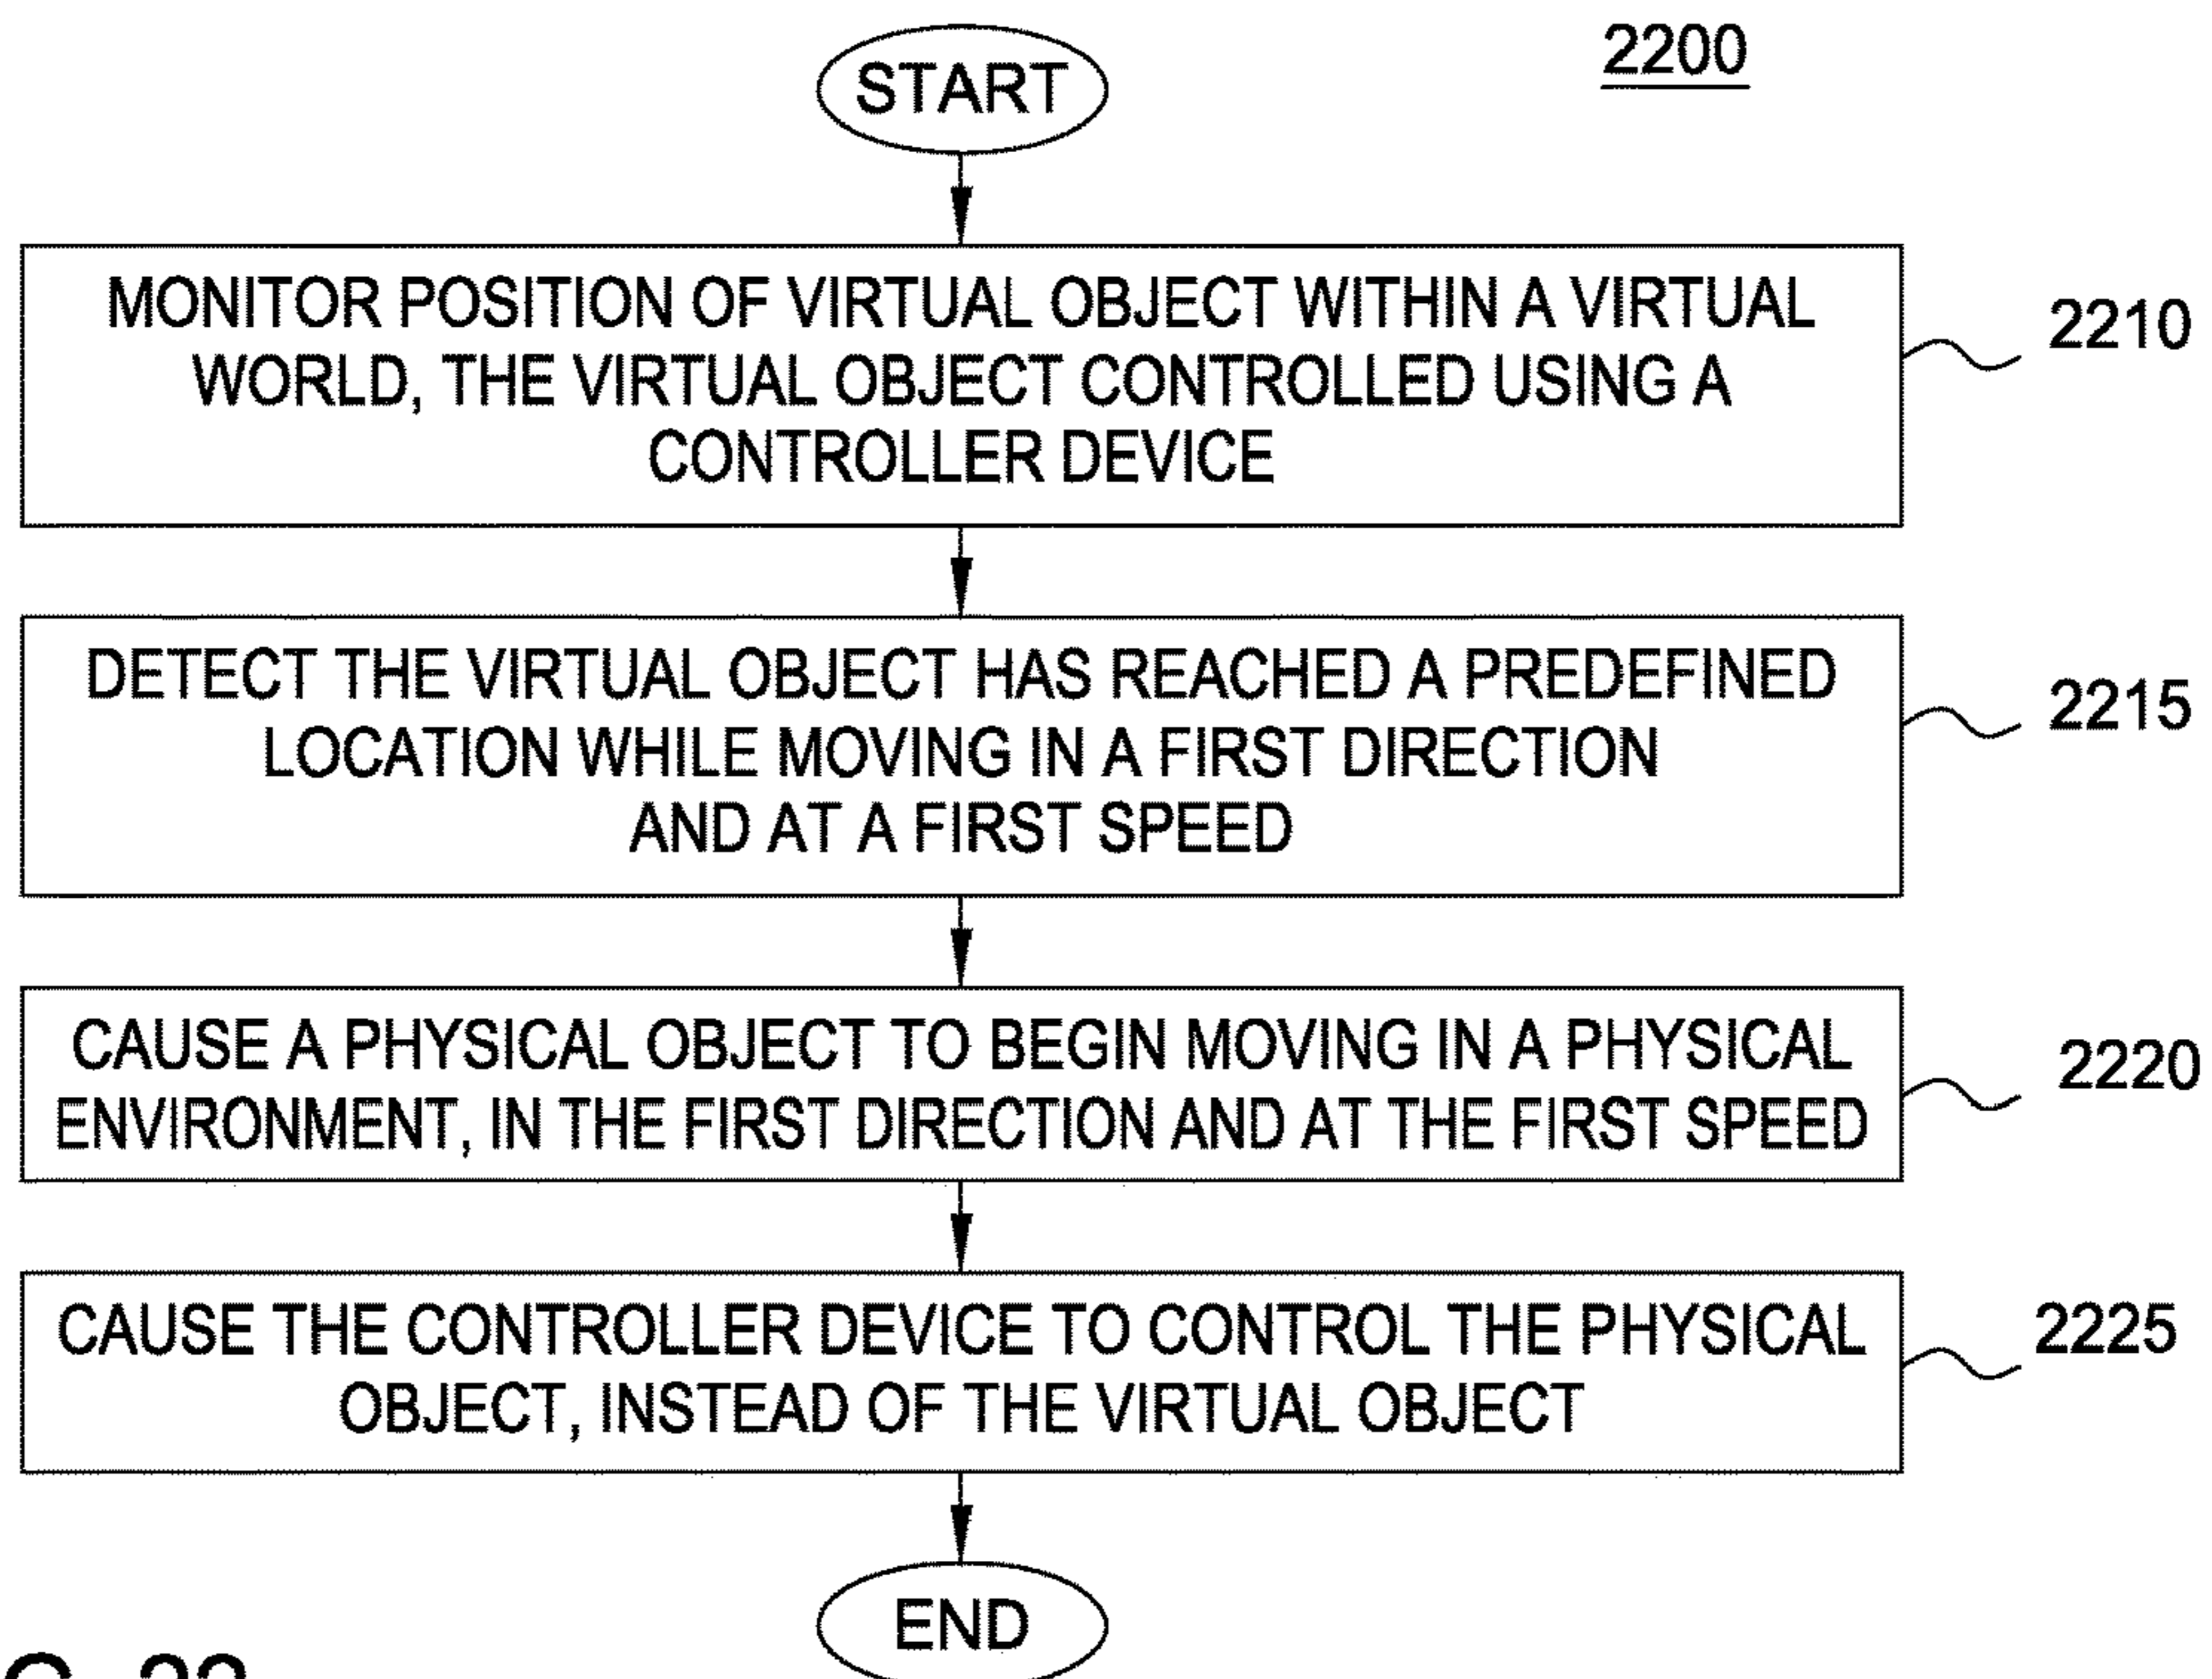 START
2200
MONITOR POSITION OF VIRTUAL OBJECT WITHIN A VIRTUAL
WORLD, THE VIRTUAL OBJECT CONTROLLED USING A
CONTROLLER DEVICE
2210
DETECT THE VIRTUAL OBJECT HAS REACHED A PREDEFINED
LOCATION WHILE MOVING IN A FIRST DIRECTION
AND AT A FIRST SPEED
2215
CAUSE A PHYSICAL OBJECT TO BEGIN MOVING IN A PHYSICAL
ENVIRONMENT, IN THE FIRST DIRECTION AND AT THE FIRST SPEED
2220
CAUSE THE CONTROLLER DEVICE TO CONTROL THE PHYSICAL
OBJECT, INSTEAD OF THE VIRTUAL OBJECT
2225
END